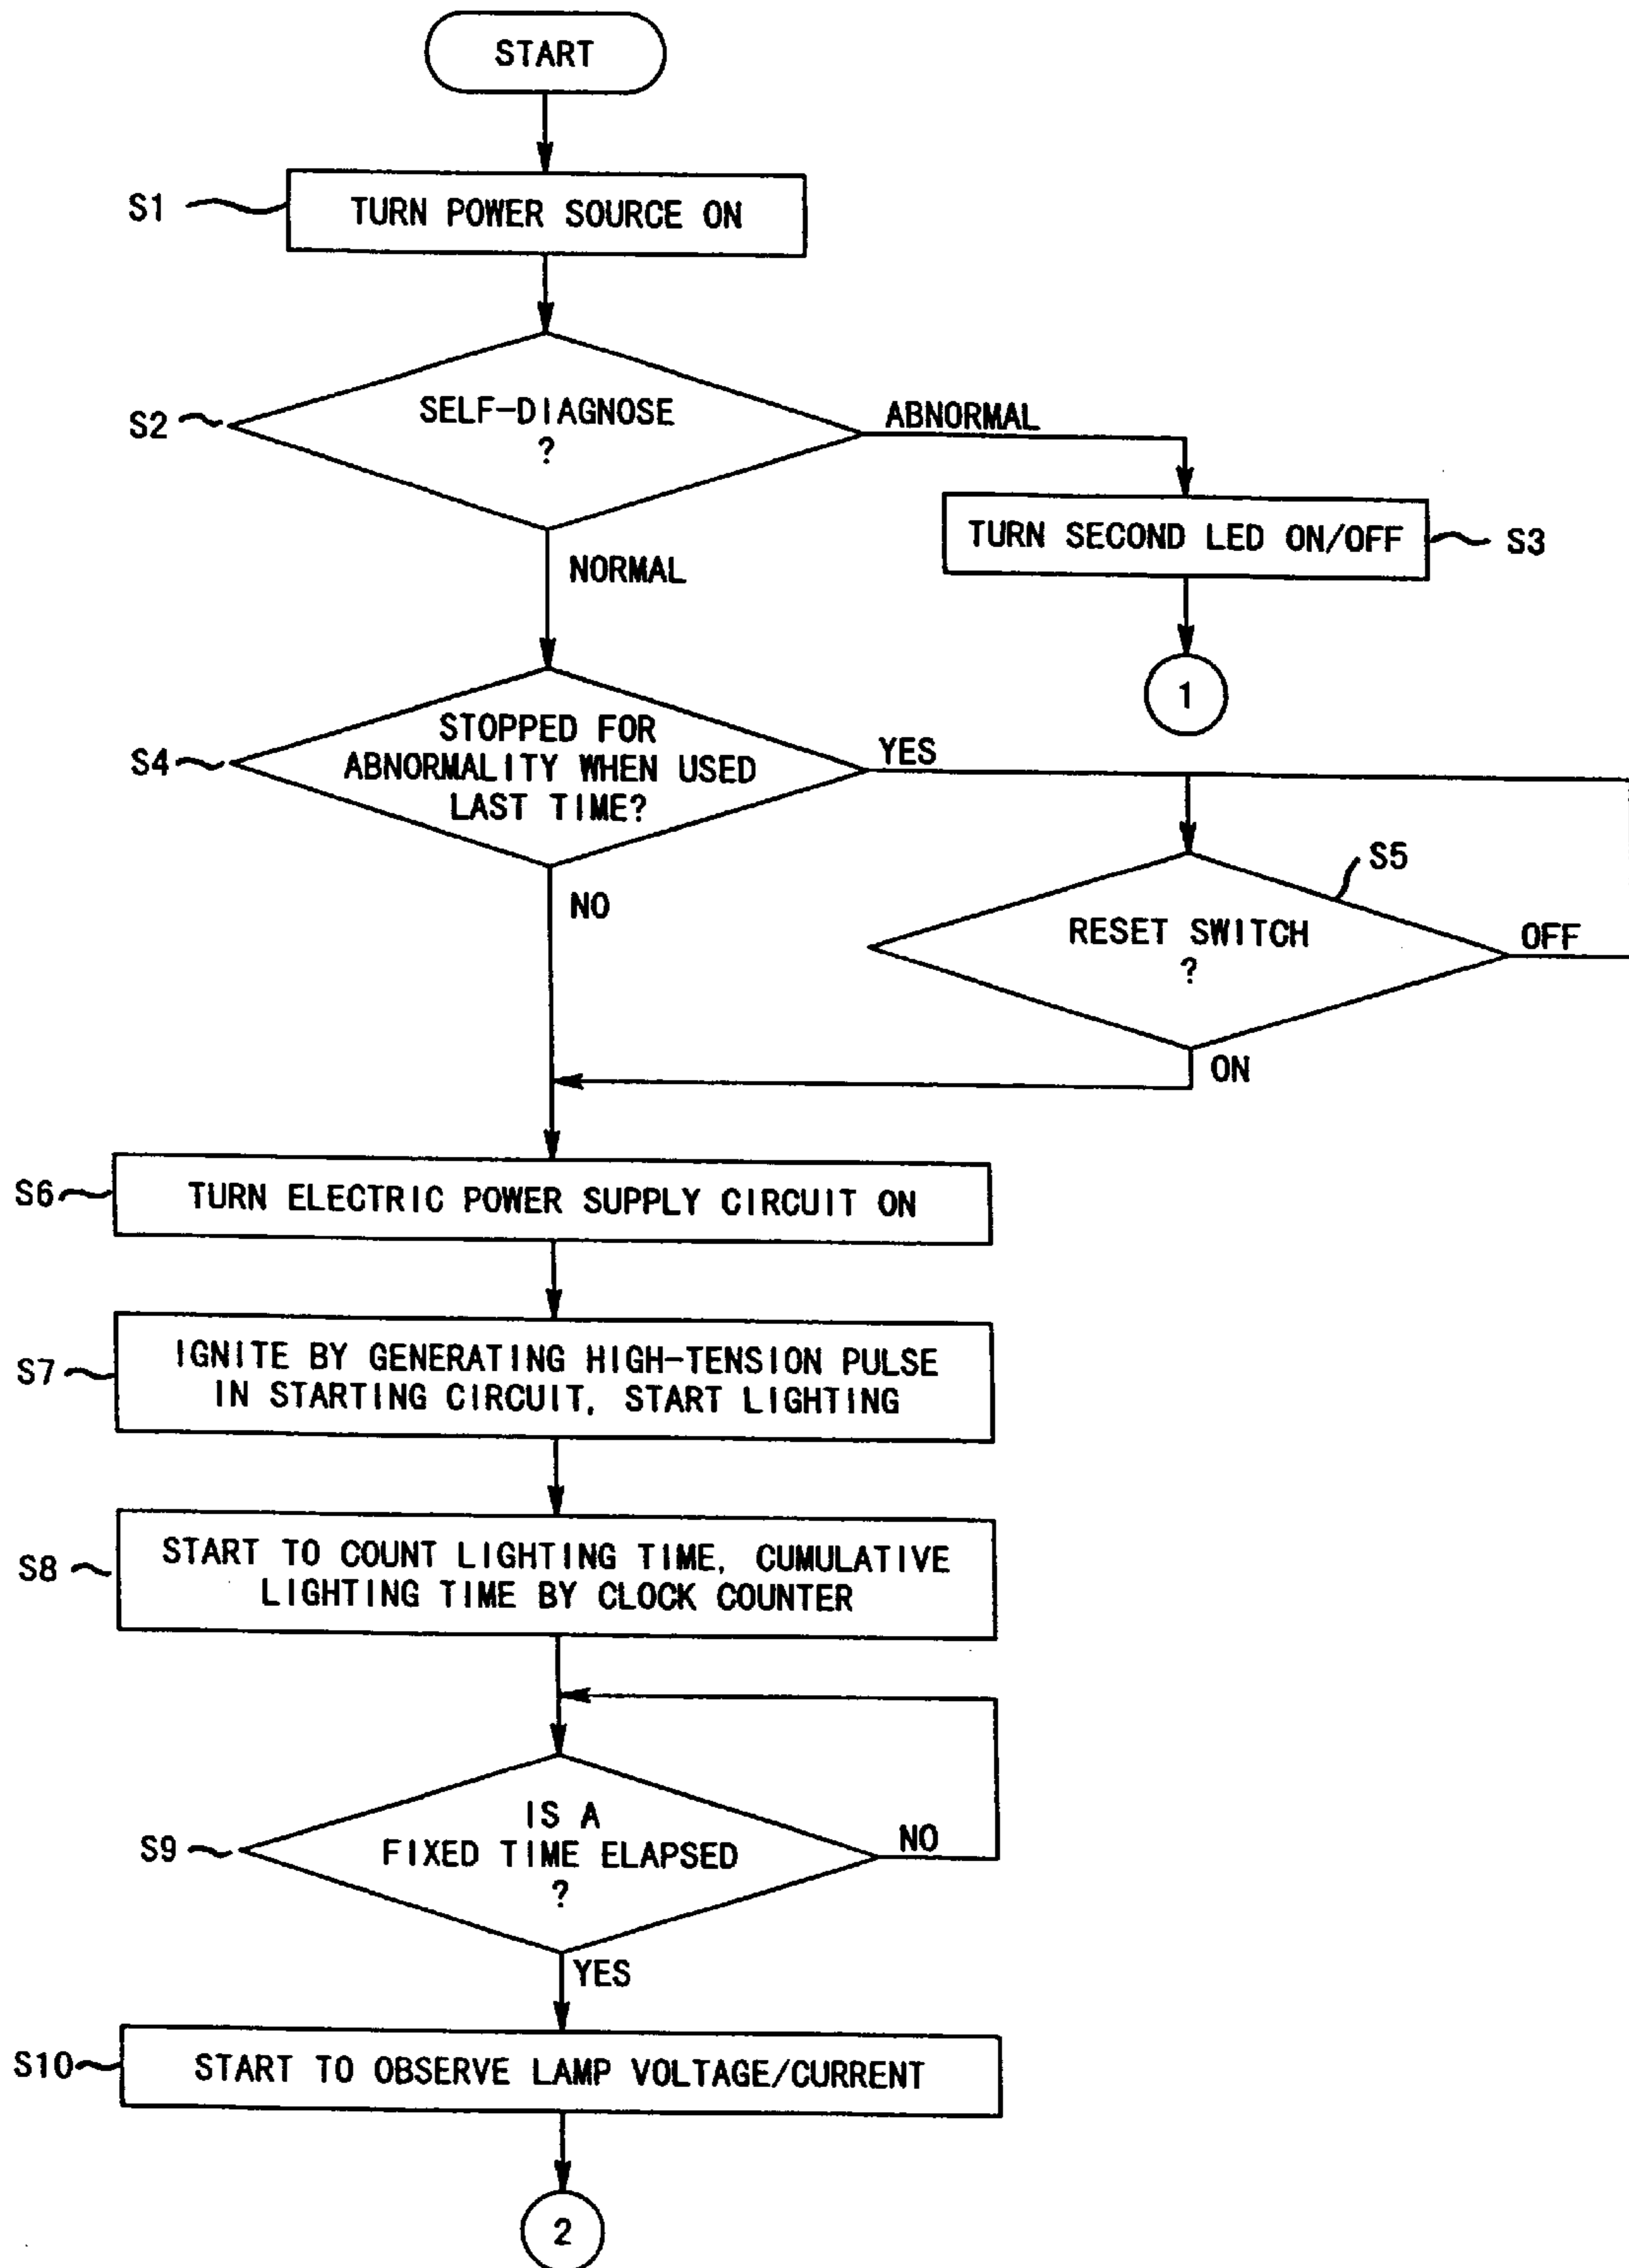 START
S1
TURN POWER SOURCE ON
S2
SELF-DIAGNOSE
?
ABNORMAL
NORMAL
TURN SECOND LED ON/OFF
S3
1
S4
STOPPED FOR
ABNORMALITY WHEN USED
LAST TIME?
YES
NO
S5
RESET SWITCH
?
OFF
ON
S6
TURN ELECTRIC POWER SUPPLY CIRCUIT ON
S7
IGNITE BY GENERATING HIGH-TENSION PULSE
IN STARTING CIRCUIT, START LIGHTING
S8
START TO COUNT LIGHTING TIME, CUMULATIVE
LIGHTING TIME BY CLOCK COUNTER
S9
IS A
FIXED TIME ELAPSED
?
NO
YES
S10
START TO OBSERVE LAMP VOLTAGE/CURRENT
2